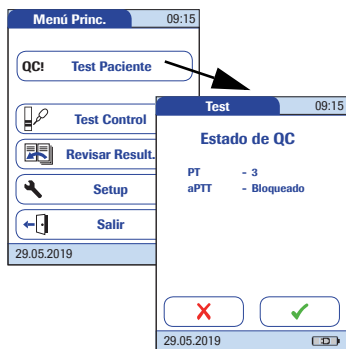 Menú Princ. 09:15
QC! Test Paciente
Test Control
Revisar Result.
Setup
Salir
29.05.2019
Test 09:15
Estado de QC
PT - 3
aPTT - Bloqueado
29.05.2019